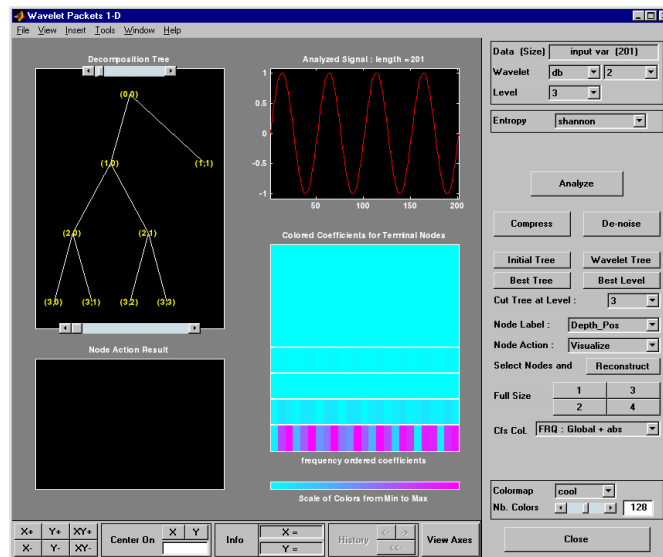 Wavelet Packets 1-D
File View Insert Tools Window Help
Decomposition Tree
(0,0)
(1,0) (1,1)
(2,0) (2,1)
(3,0) (3,1) (3,2) (3,3)
Node Action Result
Analyzed Signal : length = 201
1
0.5
0
-0.5
-1
50 100 150 200
Colored Coefficients for Terminal Nodes
frequency ordered coefficients
Scale of Colors from Min to Max
Data (Size) input var (201)
Wavelet db 2
Level 3
Entropy shannon
Analyze
Compress De-noise
Initial Tree Wavelet Tree
Best Tree Best Level
Cut Tree at Level : 3
Node Label : Depth_Pos
Node Action : Visualize
Select Nodes and Reconstruct
Full Size 1 3
2 4
Cfs Col. FRQ : Global + abs
Colormap cool
Nb. Colors 128
Close
X+ Y+ XY+ Center On X Y Info X = History <- -> View Axes
X- Y- XY- Y = <<-